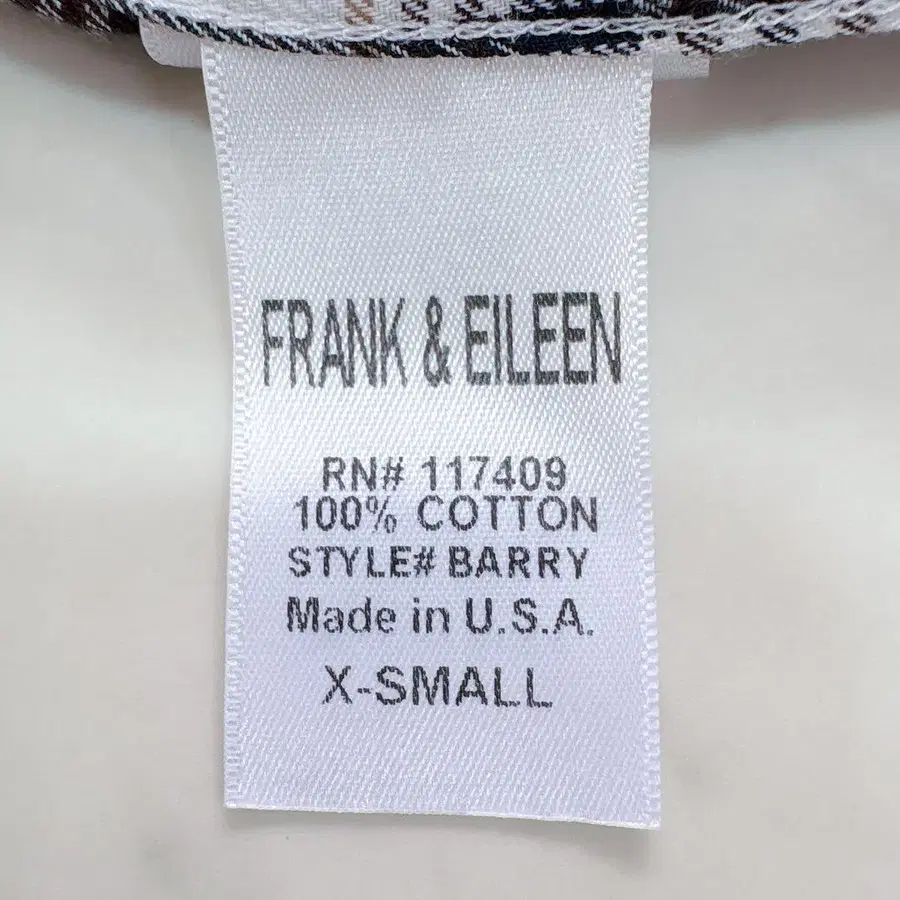 FRANK & EILEEN
RN# 117409
100% COTTON
STYLE# BARRY
Made in U.S.A.
X-SMALL